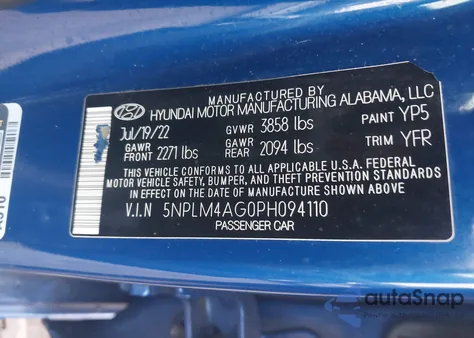 MANUFACTURED BY
HYUNDAI MOTOR MANUFACTURING ALABAMA, LLC
Jul/19/22 GVWR 3858 lbs PAINT YP5
GAWR FRONT 2271 lbs GAWR REAR 2094 lbs TRIM YFR
THIS VEHICLE CONFORMS TO ALL APPLICABLE U.S.A. FEDERAL
MOTOR VEHICLE SAFETY, BUMPER, AND THEFT PREVENTION STANDARDS
IN EFFECT ON THE DATE OF MANUFACTURE SHOWN ABOVE
V.I.N 5NPLM4AG0PH094110
PASSENGER CAR
A310
autoSnap